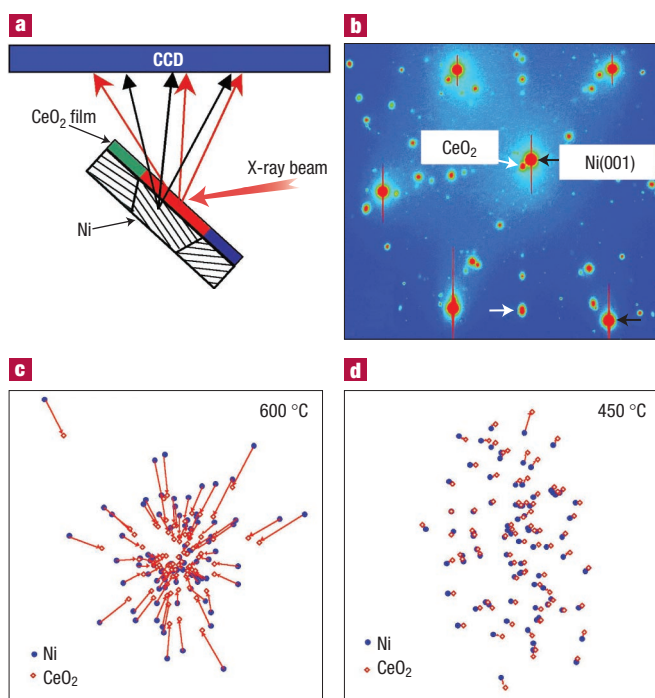 a
CCD
CeO₂ film
X-ray beam
Ni
b
CeO₂
Ni(001)
c
600 °C
Ni
CeO₂
d
450 °C
Ni
CeO₂